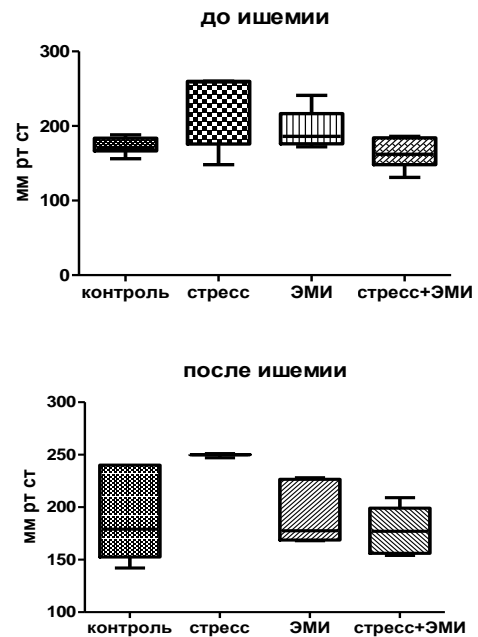 до ишемии
мм рт ст
300
200
100
0
контроль стресс ЭМИ стресс+ЭМИ
после ишемии
мм рт ст
300
250
200
150
100
контроль стресс ЭМИ стресс+ЭМИ